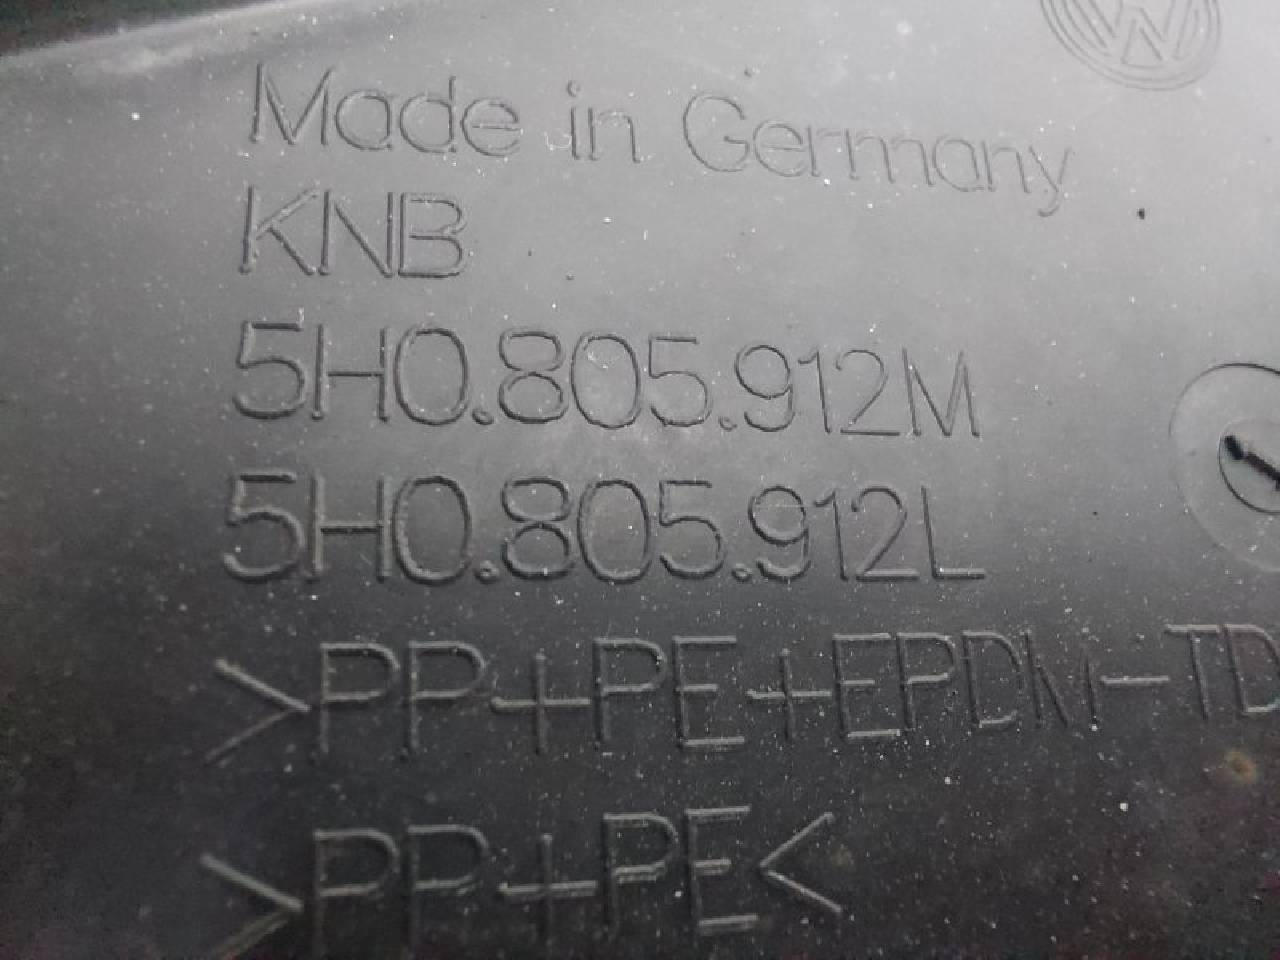 Made in Germany
KNB
5H0.805.912M
5H0.805.912L
>PP+PE+EPDM-TD
>PP+PE<